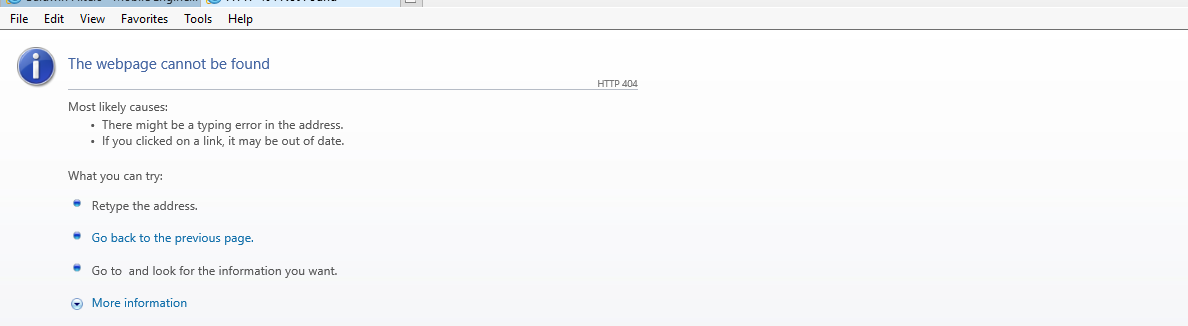 File Edit View Favorites Tools Help
The webpage cannot be found
HTTP 404
Most likely causes:
• There might be a typing error in the address.
• If you clicked on a link, it may be out of date.
What you can try:
Retype the address.
Go back to the previous page.
Go to and look for the information you want.
More information